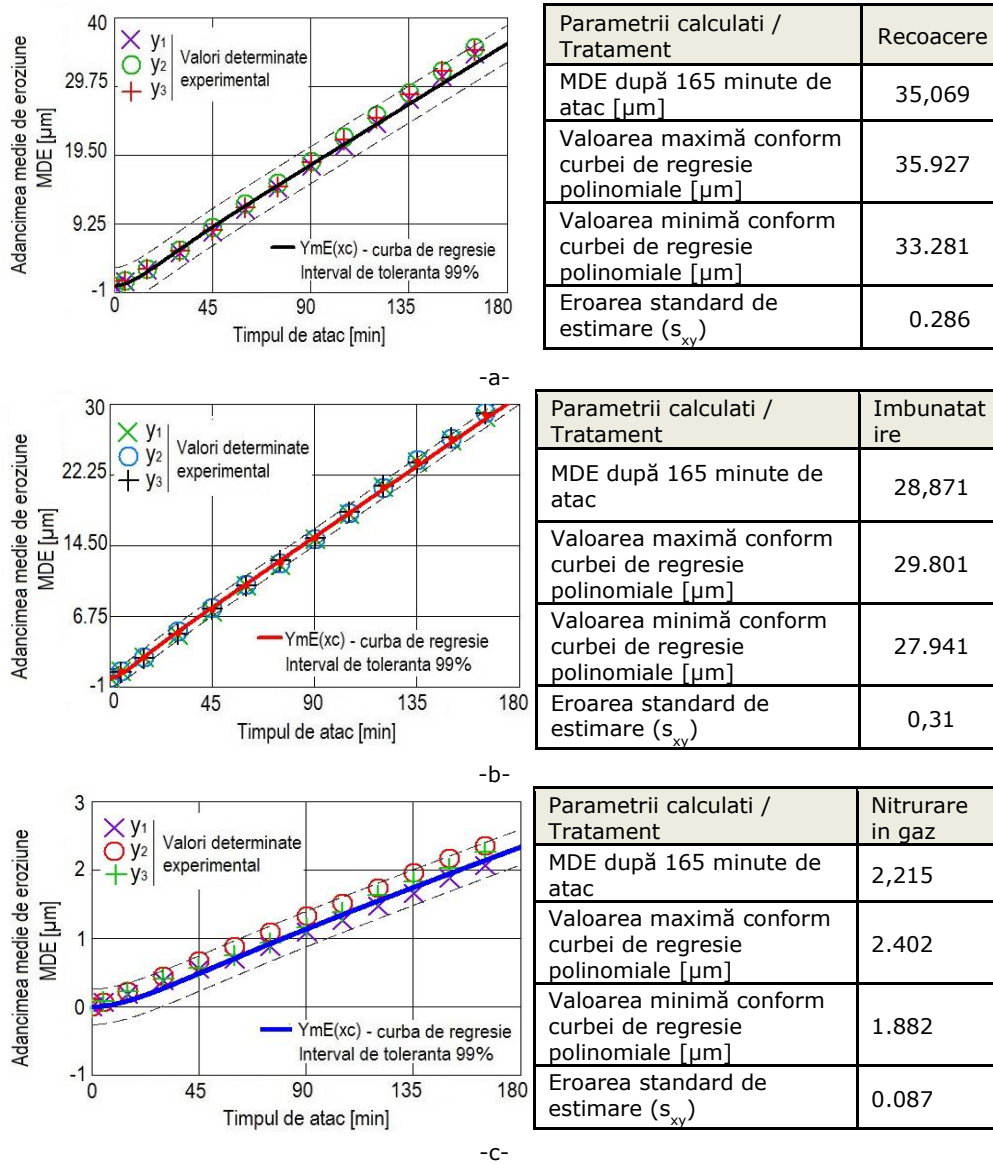 Adancimea medie de eroziune
MDE [µm]
40
29.75
19.50
9.25
-1
y1
y2
y3
Valori determinate
experimental
YmE(xc) - curba de regresie
Interval de toleranta 99%
0 45 90 135 180
Timpul de atac [min]
Parametrii calculati /
Tratament
Recoacere
MDE după 165 minute de
atac [µm]
35,069
Valoarea maximă conform
curbei de regresie
polinomiale [µm]
35.927
Valoarea minimă conform
curbei de regresie
polinomiale [µm]
33.281
Eroarea standard de
estimare (sxy)
0.286
-a-
Adancimea medie de eroziune
MDE [µm]
30
22.25
14.50
6.75
-1
y1
y2
y3
Valori determinate
experimental
YmE(xc) - curba de regresie
Interval de toleranta 99%
0 45 90 135 180
Timpul de atac [min]
Parametrii calculati /
Tratament
Imbunatat
ire
MDE după 165 minute de
atac
28,871
Valoarea maximă conform
curbei de regresie
polinomiale [µm]
29.801
Valoarea minimă conform
curbei de regresie
polinomiale [µm]
27.941
Eroarea standard de
estimare (sxy)
0,31
-b-
Adancimea medie de eroziune
MDE [µm]
3
2
1
0
-1
y1
y2
y3
Valori determinate
experimental
YmE(xc) - curba de regresie
Interval de toleranta 99%
0 45 90 135 180
Timpul de atac [min]
Parametrii calculati /
Tratament
Nitrurare
in gaz
MDE după 165 minute de
atac
2,215
Valoarea maximă conform
curbei de regresie
polinomiale [µm]
2.402
Valoarea minimă conform
curbei de regresie
polinomiale [µm]
1.882
Eroarea standard de
estimare (sxy)
0.087
-c-